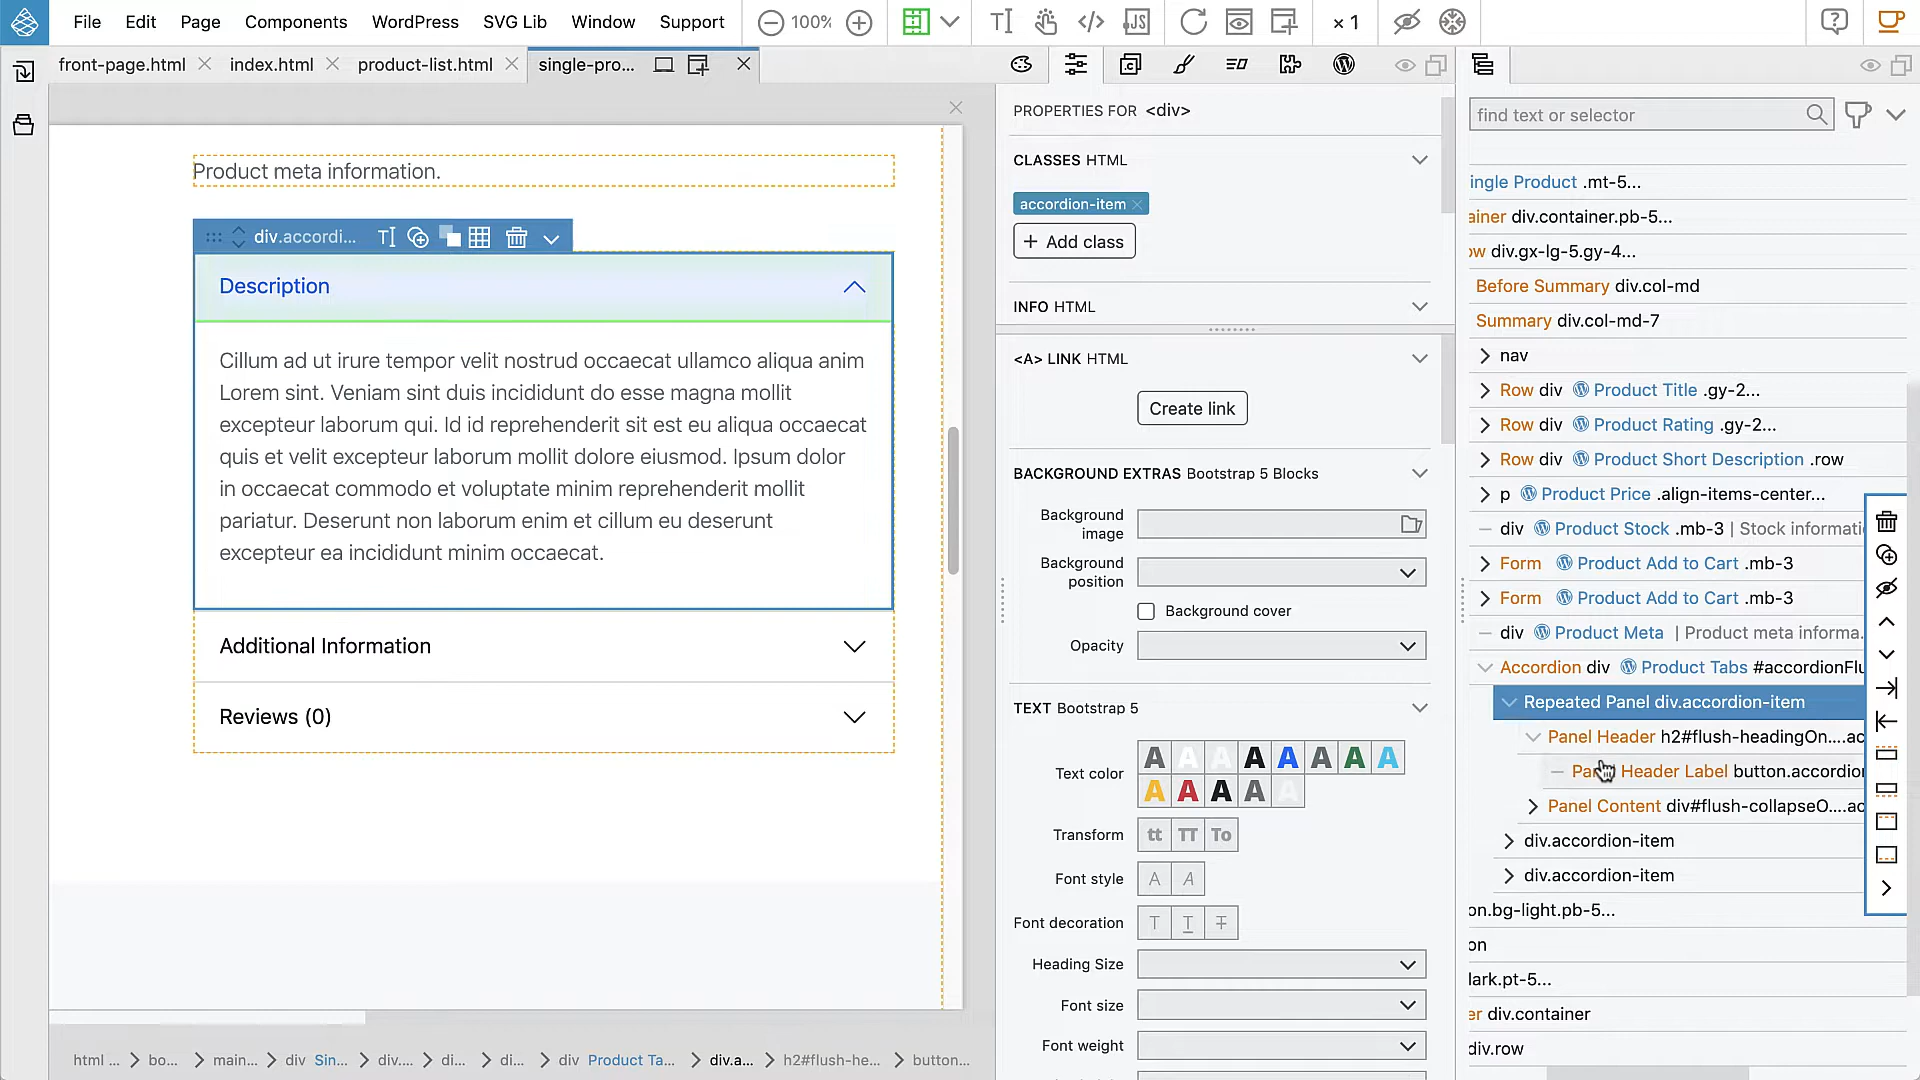 File Edit Page Components WordPress SVG Lib Window Support 100% JS × 1
front-page.html index.html product-list.html single-pro...
Product meta information.
div.accordi...
Description
Cillum ad ut irure tempor velit nostrud occaecat ullamco aliqua anim
Lorem sint. Veniam sint duis incididunt do esse magna mollit
excepteur laborum qui. Id id reprehenderit sit est eu aliqua occaecat
quis et velit excepteur laborum mollit dolore eiusmod. Ipsum dolor
in occaecat commodo et voluptate minim reprehenderit mollit
pariatur. Deserunt non laborum enim et cillum eu deserunt
excepteur ea incididunt minim occaecat.
Additional Information
Reviews (0)
html ... bo... main... div Sin... div.... di... di... div Product Ta... div.a... h2#flush-he... button...
PROPERTIES FOR <div>
CLASSES HTML
accordion-item
+ Add class
INFO HTML
<A> LINK HTML
Create link
BACKGROUND EXTRAS Bootstrap 5 Blocks
Background
image
Background
position
Background cover
Opacity
TEXT Bootstrap 5
Text color A A A A A A A A
A A A A A
Transform tt TT To
Font style A A
Font decoration T T T
Heading Size
Font size
Font weight
find text or selector
ingle Product .mt-5...
ainer div.container.pb-5...
ow div.gx-lg-5.gy-4...
Before Summary div.col-md
Summary div.col-md-7
nav
Row div Product Title .gy-2...
Row div Product Rating .gy-2...
Row div Product Short Description .row
p Product Price .align-items-center...
div Product Stock .mb-3 | Stock informati
Form Product Add to Cart .mb-3
Form Product Add to Cart .mb-3
div Product Meta | Product meta informa.
Accordion div Product Tabs #accordionFlu
Repeated Panel div.accordion-item
Panel Header h2#flush-headingOn....ac
Header Label button.accordion
Panel Content div#flush-collapseO....ac
div.accordion-item
div.accordion-item
on.bg-light.pb-5...
on
lark.pt-5...
er div.container
div.row